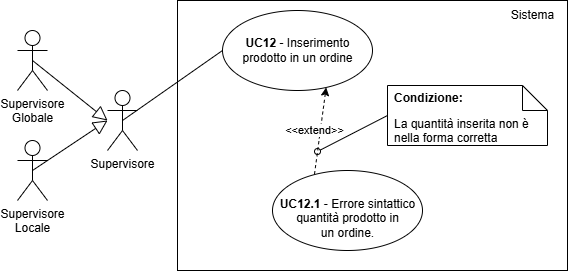 Sistema
UC12 - Inserimento
prodotto in un ordine
Supervisore
Globale
Condizione:
La quantità inserita non è
nella forma corretta
<<extend>>
Supervisore
Supervisore
Locale
UC12.1 - Errore sintattico
quantità prodotto in
un ordine.